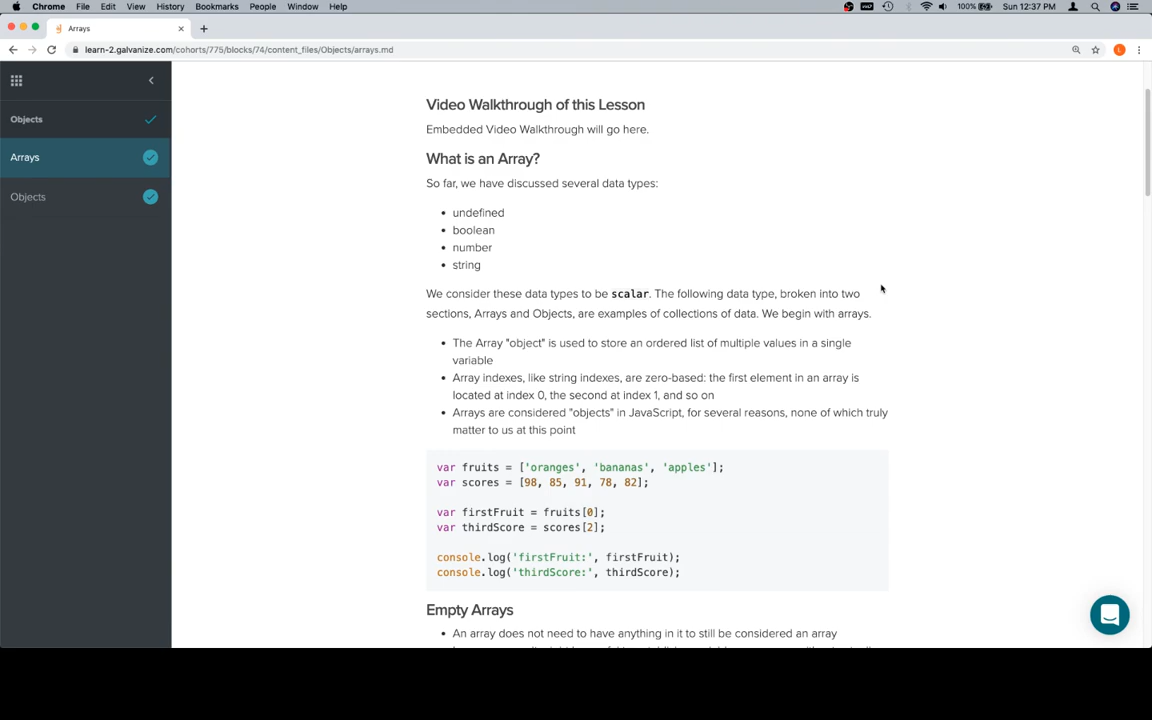 Chrome File Edit View History Bookmarks People Window Help 100% Sun 12:37 PM
Arrays
learn-2.galvanize.com/cohorts/775/blocks/74/content_files/Objects/arrays.md
L
Objects
Arrays
Objects
Video Walkthrough of this Lesson
Embedded Video Walkthrough will go here.
What is an Array?
So far, we have discussed several data types:
• undefined
• boolean
• number
• string
We consider these data types to be scalar. The following data type, broken into two
sections, Arrays and Objects, are examples of collections of data. We begin with arrays.
• The Array "object" is used to store an ordered list of multiple values in a single
variable
• Array indexes, like string indexes, are zero-based: the first element in an array is
located at index 0, the second at index 1, and so on
• Arrays are considered "objects" in JavaScript, for several reasons, none of which truly
matter to us at this point
var fruits = ['oranges', 'bananas', 'apples'];
var scores = [98, 85, 91, 78, 82];
var firstFruit = fruits[0];
var thirdScore = scores[2];
console.log('firstFruit:', firstFruit);
console.log('thirdScore:', thirdScore);
Empty Arrays
• An array does not need to have anything in it to still be considered an array